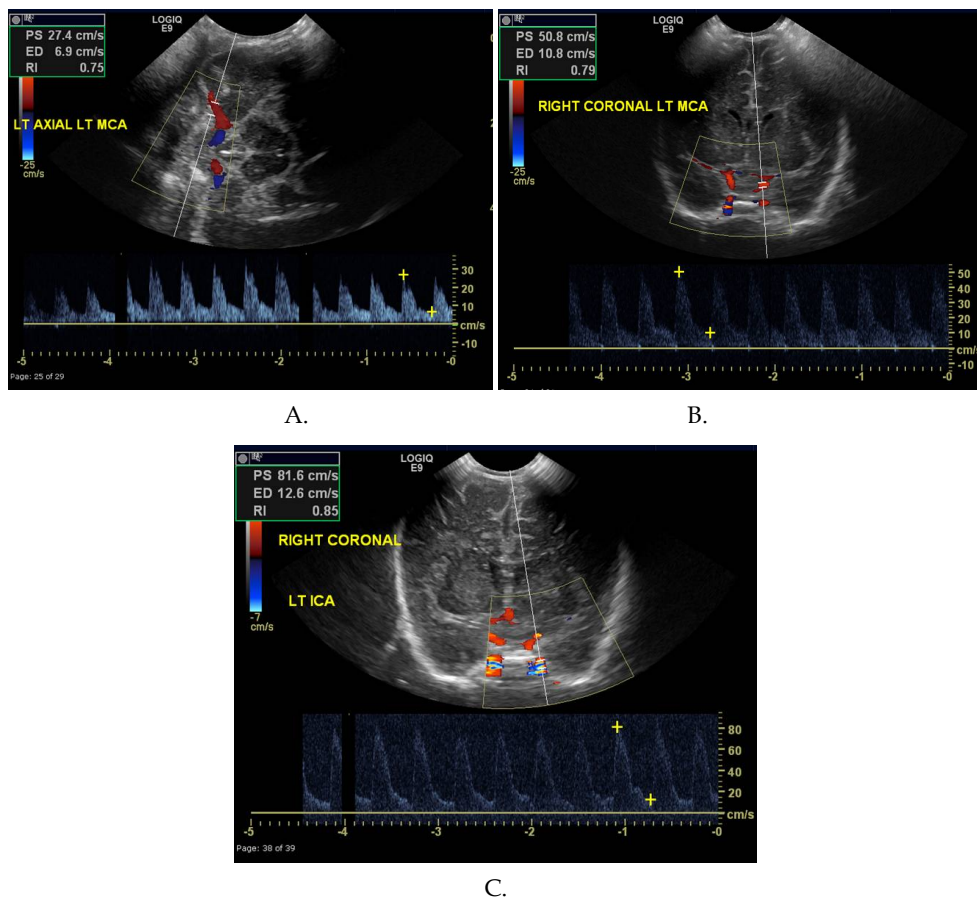 LOGIQ
E9
PS 27.4 cm/s
ED 6.9 cm/s
RI 0.75
LT AXIAL LT MCA
-25
cm/s
30
20
10
cm/s
-10
-5 -4 -3 -2 -1 -0
Page: 25 of 29
A.
LOGIQ
E9
PS 50.8 cm/s
ED 10.8 cm/s
RI 0.79
RIGHT CORONAL LT MCA
-25
cm/s
50
40
30
20
10
cm/s
-10
-5 -4 -3 -2 -1 -0
B.
LOGIQ
E9
PS 81.6 cm/s
ED 12.6 cm/s
RI 0.85
RIGHT CORONAL
LT ICA
-7
cm/s
80
60
40
20
cm/s
-5 -4 -3 -2 -1 -0
Page: 38 of 39
C.